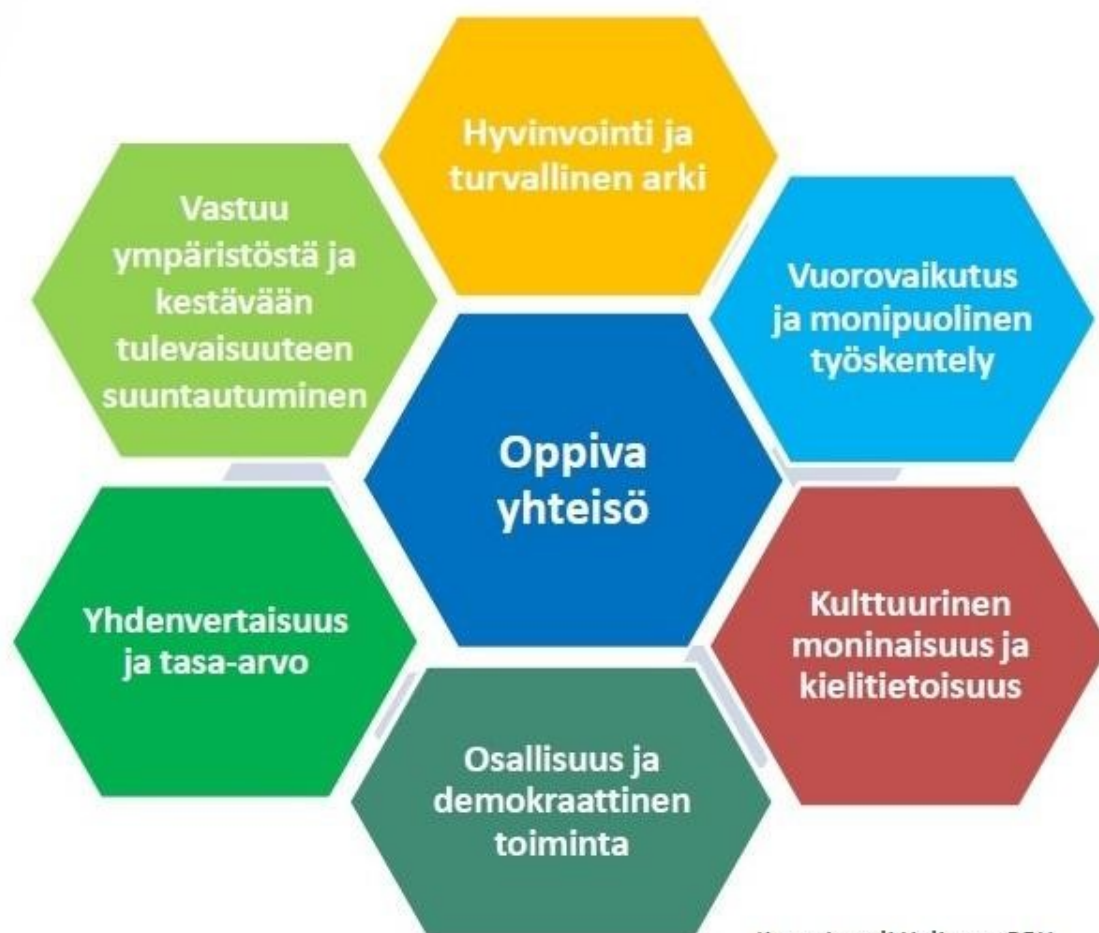 Hyvinvointi ja
turvallinen arki
Vastuu
ympäristöstä ja
kestävään
tulevaisuuteen
suuntautuminen
Vuorovaikutus
ja monipuolinen
työskentely
Oppiva
yhteisö
Yhdenvertaisuus
ja tasa-arvo
Kulttuurinen
moninaisuus ja
kielitietoisuus
Osallisuus ja
demokraattinen
toiminta